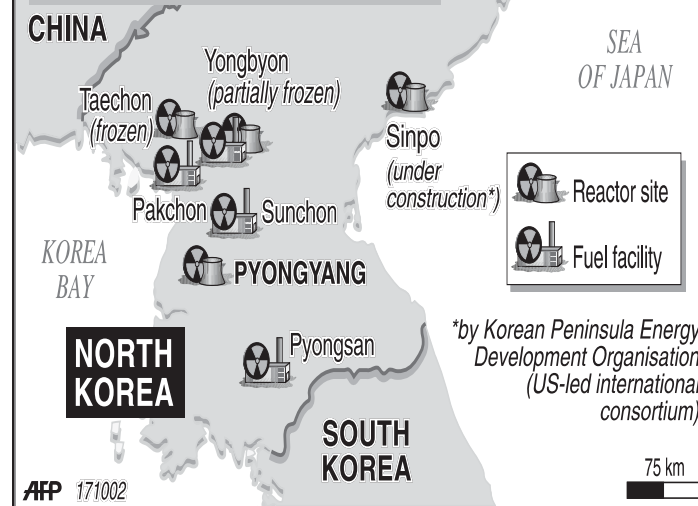 CHINA
SEA
OF JAPAN
Yongbyon
(partially frozen)
Taechon
(frozen)
Sinpo
(under
construction*)
Reactor site
Fuel facility
Pakchon
Sunchon
KOREA
BAY
PYONGYANG
*by Korean Peninsula Energy
Development Organisation
(US-led international
consortium)
NORTH
KOREA
Pyongsan
SOUTH
KOREA
75 km
AFP 171002